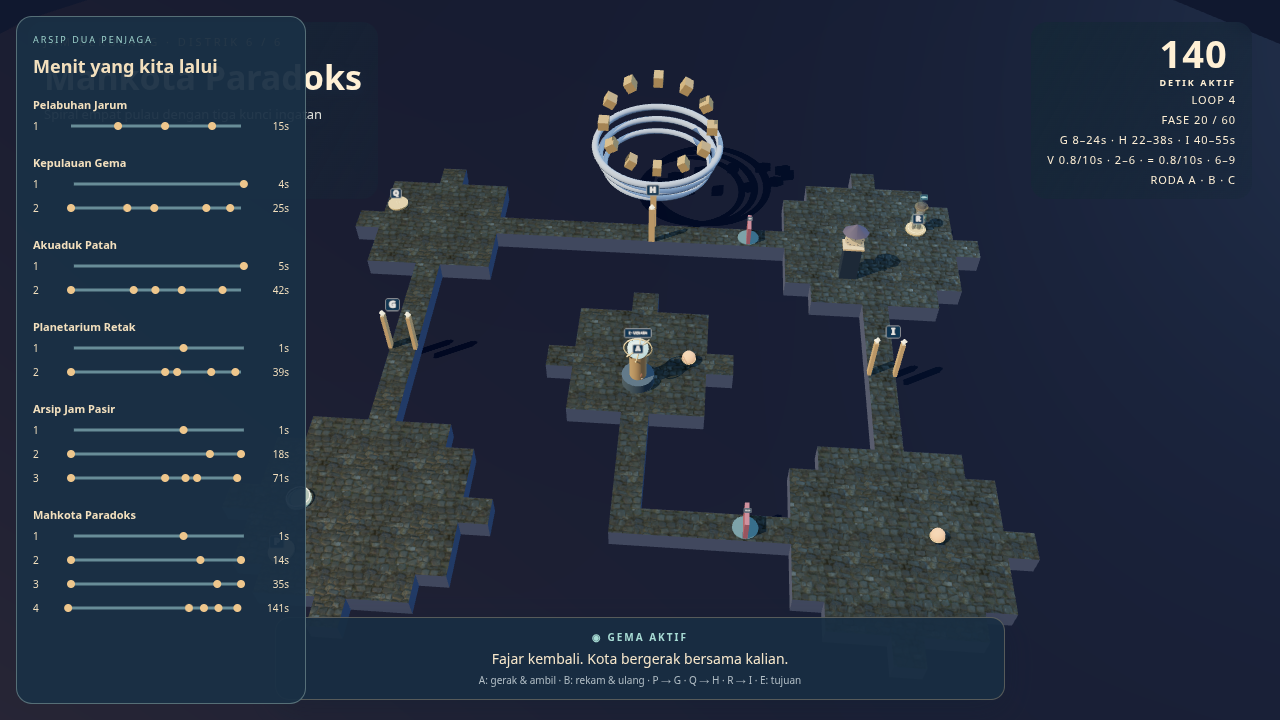 ARSIP DUA PENJAGA
Menit yang kita lalui
Mahkota Paradoks
Pelabuhan Jarum
1 15s
Kepulauan Gema
1 4s
2 25s
Akuaduk Patah
1 5s
2 42s
Planetarium Retak
1 1s
2 39s
Arsip Jam Pasir
1 1s
2 18s
3 71s
Mahkota Paradoks
1 1s
2 14s
3 35s
4 141s
140
DETIK AKTIF
LOOP 4
FASE 20 / 60
G 8–24s · H 22–38s · I 40–55s
V 0.8/10s · 2–6 · = 0.8/10s · 6–9
RODA A · B · C
Q
H
R
G
I
A
◉ GEMA AKTIF
Fajar kembali. Kota bergerak bersama kalian.
A: gerak & ambil · B: rekam & ulang · P → G · Q → H · R → I · E: tujuan